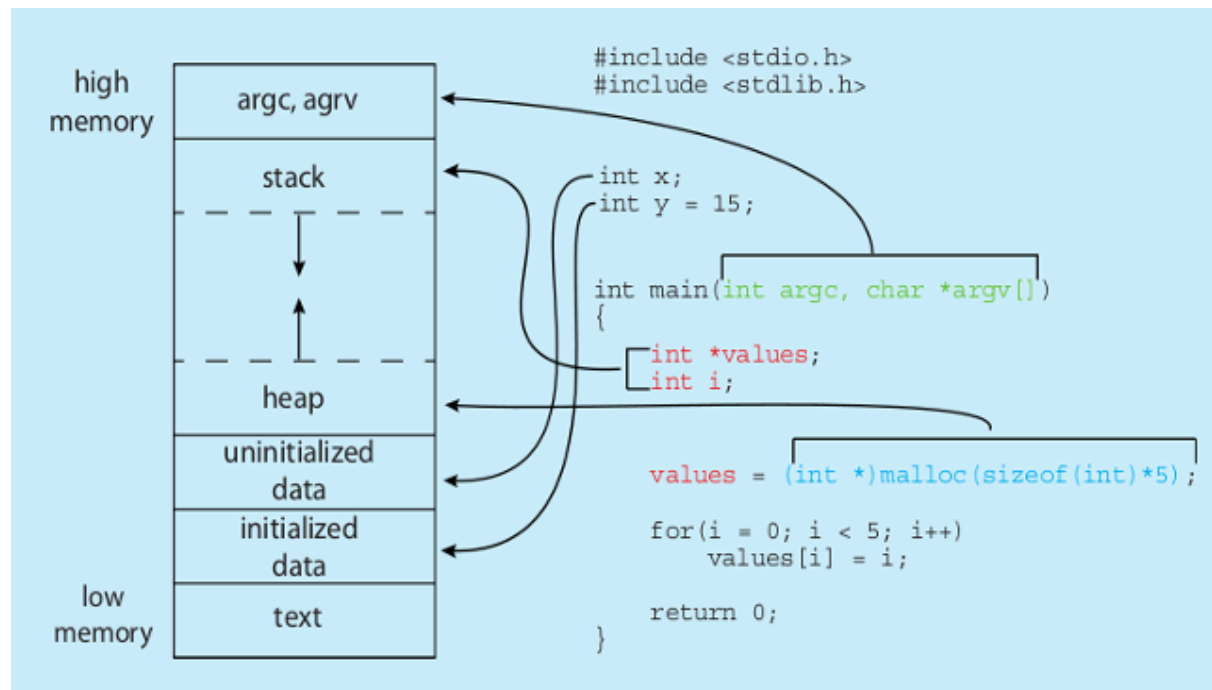 high
memory
argc, agrv
stack
heap
uninitialized
data
initialized
data
low
memory
text
#include <stdio.h>
#include <stdlib.h>
int x;
int y = 15;
int main(int argc, char *argv[])
{
int *values;
int i;
values = (int *)malloc(sizeof(int)*5);
for(i = 0; i < 5; i++)
values[i] = i;
return 0;
}